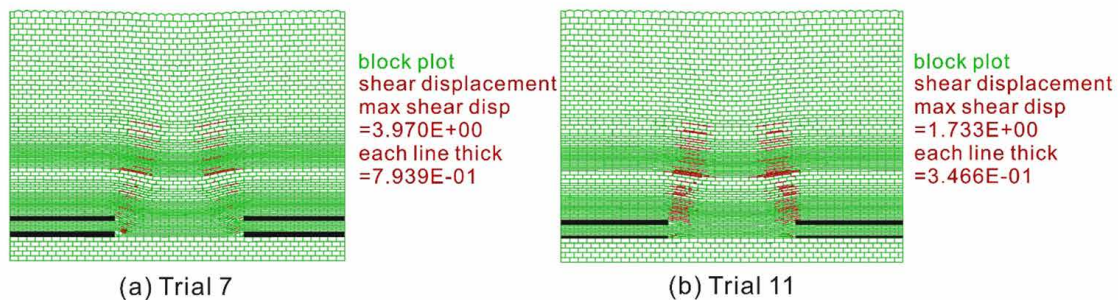 block plot
shear displacement
max shear disp
=3.970E+00
each line thick
=7.939E-01
block plot
shear displacement
max shear disp
=1.733E+00
each line thick
=3.466E-01
(a) Trial 7
(b) Trial 11